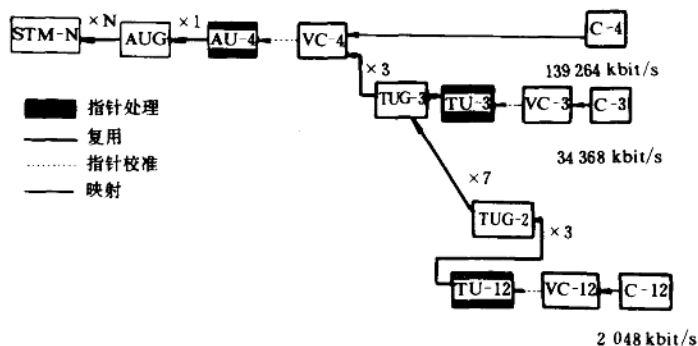 STM-N ×N AUG ×1 AU-4 VC-4 C-4
139 264 kbit/s
×3
TUG-3 TU-3 VC-3 C-3
34 368 kbit/s
指针处理
复用
指针校准
映射
×7
TUG-2
×3
TU-12 VC-12 C-12
2 048 kbit/s